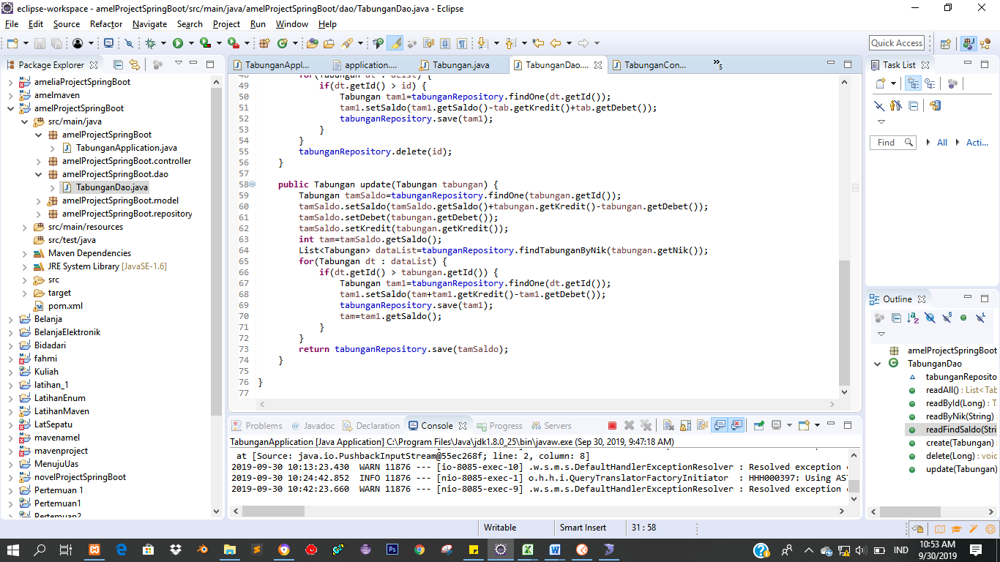 eclipse-workspace - amelProjectSpringBoot/src/main/java/amelProjectSpringBoot/dao/TabunganDao.java - Eclipse
File Edit Source Refactor Navigate Search Project Run Window Help
Quick Access
Package Explorer
ameliaProjectSpringBoot
amelmaven
amelProjectSpringBoot
src/main/java
amelProjectSpringBoot
TabunganApplication.java
amelProjectSpringBoot.controller
amelProjectSpringBoot.dao
TabunganDao.java
amelProjectSpringBoot.model
amelProjectSpringBoot.repository
src/main/resources
src/test/java
Maven Dependencies
JRE System Library [JavaSE-1.6]
src
target
pom.xml
Belanja
BelanjaElektronik
Bidadari
fahmi
Kuliah
latihan_1
LatihanEnum
LatihanMaven
LatSepatu
mavenamel
mavenproject
MenujuUas
novelProjectSpringBoot
Pertemuan 1
Pertemuan1
Pertemuan2
TabunganAppl... application.... Tabungan.java TabunganDao.... TabunganCon... »5
48 for(Tabungan dt : dList) {
49 if(dt.getId() > id) {
50 Tabungan tam1=tabunganRepository.findOne(dt.getId());
51 tam1.setSaldo(tam1.getSaldo()-tab.getKredit()+tab.getDebet());
52 tabunganRepository.save(tam1);
53 }
54 }
55 tabunganRepository.delete(id);
56 }
57
58 public Tabungan update(Tabungan tabungan) {
59 Tabungan tamSaldo=tabunganRepository.findOne(tabungan.getId());
60 tamSaldo.setSaldo(tamSaldo.getSaldo()+tabungan.getKredit()-tabungan.getDebet());
61 tamSaldo.setDebet(tabungan.getDebet());
62 tamSaldo.setKredit(tabungan.getKredit());
63 int tam=tamSaldo.getSaldo();
64 List<Tabungan> dataList=tabunganRepository.findTabunganByNik(tabungan.getNik());
65 for(Tabungan dt : dataList) {
66 if(dt.getId() > tabungan.getId()) {
67 Tabungan tam1=tabunganRepository.findOne(dt.getId());
68 tam1.setSaldo(tam+tam1.getKredit()-tam1.getDebet());
69 tabunganRepository.save(tam1);
70 tam=tam1.getSaldo();
71 }
72 }
73 return tabunganRepository.save(tamSaldo);
74 }
75
76 }
77
Problems @ Javadoc Declaration Console Progress Servers
TabunganApplication [Java Application] C:\Program Files\Java\jdk1.8.0_25\bin\javaw.exe (Sep 30, 2019, 9:47:18 AM)
at [Source: java.io.PushbackInputStream@55ec268f; line: 2, column: 8]
2019-09-30 10:13:23.430 WARN 11876 --- [io-8085-exec-10] .w.s.m.s.DefaultHandlerExceptionResolver : Resolved exception
2019-09-30 10:24:42.852 INFO 11876 --- [nio-8085-exec-1] o.h.h.i.QueryTranslatorFactoryInitiator : HHH000397: Using AS
2019-09-30 10:42:23.660 WARN 11876 --- [nio-8085-exec-9] .w.s.m.s.DefaultHandlerExceptionResolver : Resolved exception
Task List
Find All Acti...
Outline
amelProjectSpringBoot
TabunganDao
tabunganReposito
readAll() : List<Tab
readById(Long) : T
readByNik(String)
readFindSaldo(Stri
create(Tabungan)
delete(Long) : voic
update(Tabungan)
Writable Smart Insert 31 : 58
IND
10:53 AM
9/30/2019